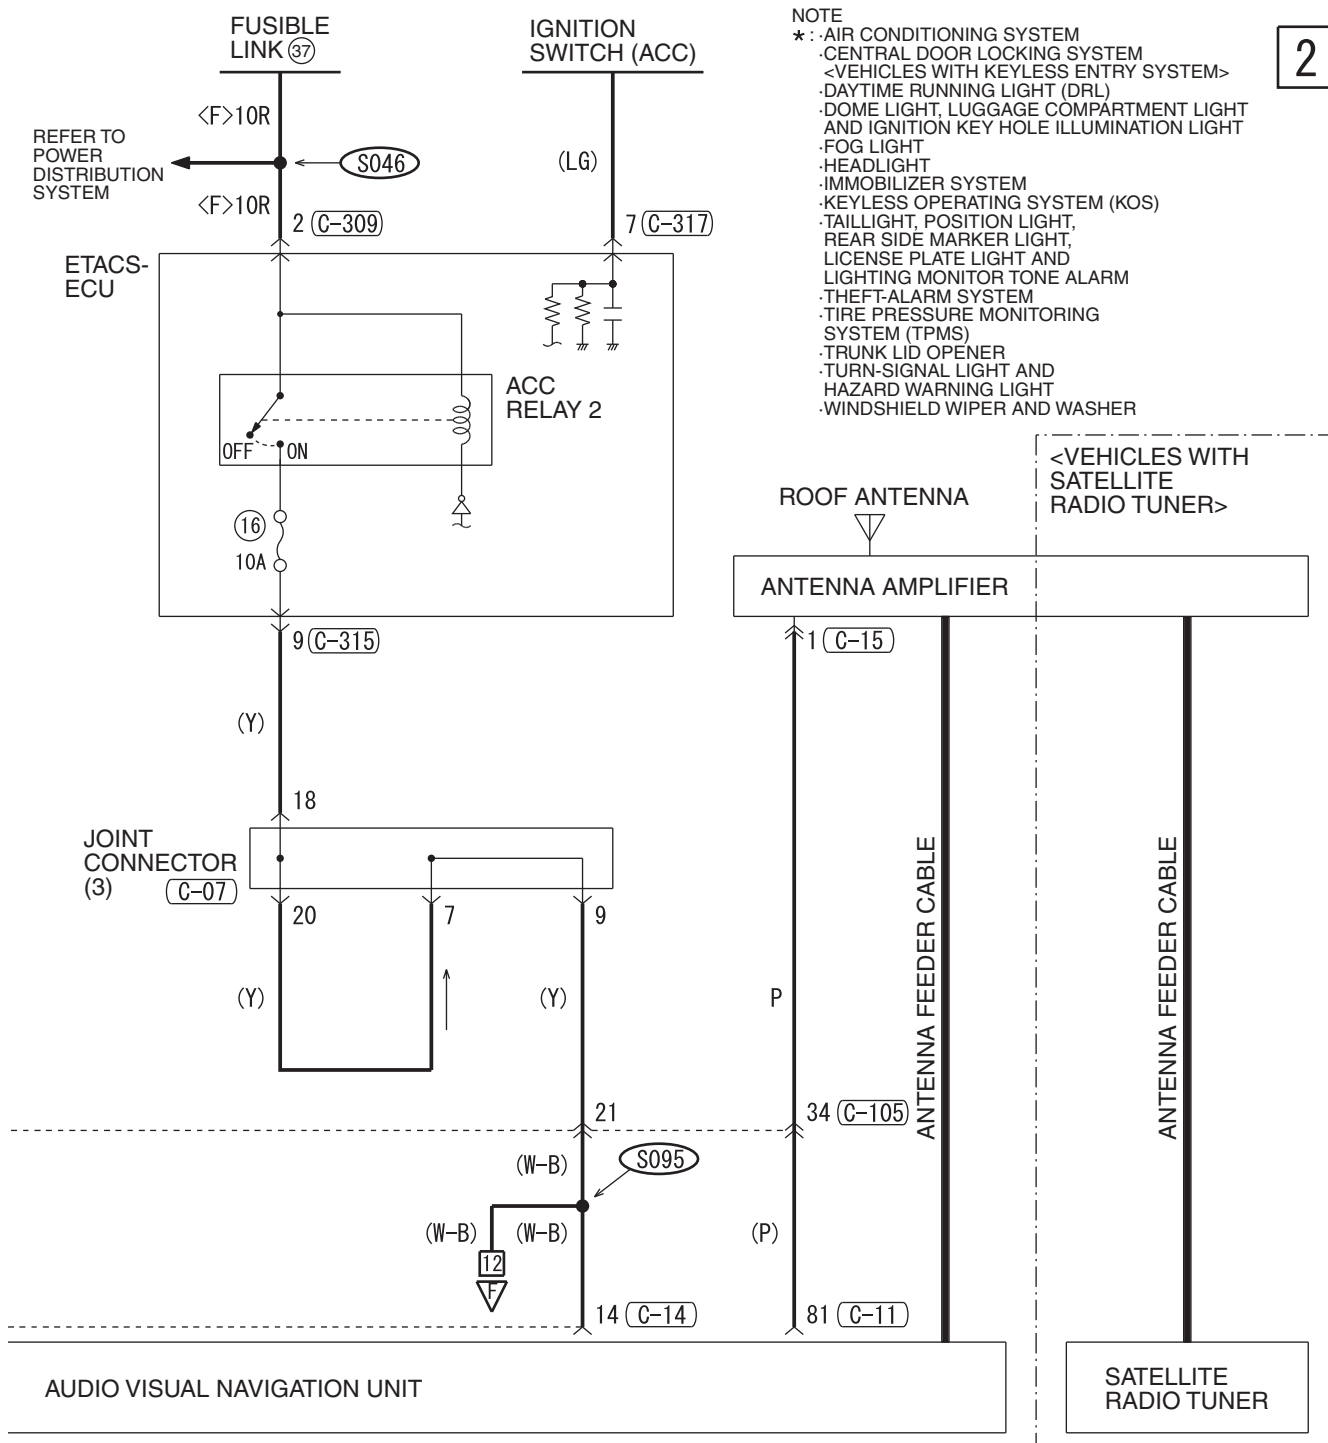 FUSIBLE
LINK 37
IGNITION
SWITCH (ACC)
NOTE
*: ·AIR CONDITIONING SYSTEM
·CENTRAL DOOR LOCKING SYSTEM
<VEHICLES WITH KEYLESS ENTRY SYSTEM>
·DAYTIME RUNNING LIGHT (DRL)
·DOME LIGHT, LUGGAGE COMPARTMENT LIGHT
AND IGNITION KEY HOLE ILLUMINATION LIGHT
·FOG LIGHT
·HEADLIGHT
·IMMOBILIZER SYSTEM
·KEYLESS OPERATING SYSTEM (KOS)
·TAILLIGHT, POSITION LIGHT,
REAR SIDE MARKER LIGHT,
LICENSE PLATE LIGHT AND
LIGHTING MONITOR TONE ALARM
·THEFT-ALARM SYSTEM
·TIRE PRESSURE MONITORING
SYSTEM (TPMS)
·TRUNK LID OPENER
·TURN-SIGNAL LIGHT AND
HAZARD WARNING LIGHT
·WINDSHIELD WIPER AND WASHER
2
<F>10R
REFER TO
POWER
DISTRIBUTION
SYSTEM
S046
(LG)
<F>10R
2 C-309
7 C-317
ETACS-
ECU
ACC
RELAY 2
OFF
ON
16
10A
9 C-315
<VEHICLES WITH
SATELLITE
RADIO TUNER>
ROOF ANTENNA
ANTENNA AMPLIFIER
1 C-15
(Y)
18
JOINT
CONNECTOR
(3)
C-07
20
7
9
(Y)
(Y)
P
ANTENNA FEEDER CABLE
ANTENNA FEEDER CABLE
21
34 C-105
(W-B)
S095
(W-B)
(W-B)
(P)
12
F
14 C-14
81 C-11
AUDIO VISUAL NAVIGATION UNIT
SATELLITE
RADIO TUNER